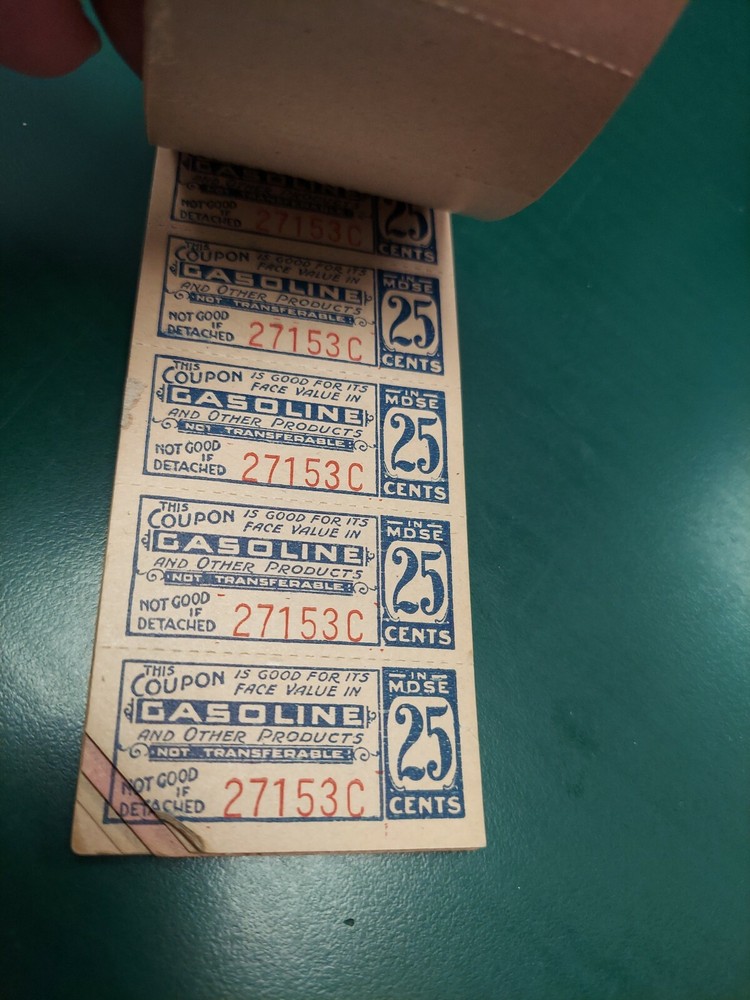 GASOLINE
NOT TRANSFERABLE
NOT GOOD IF DETACHED 27153C
25 CENTS
THIS COUPON IS GOOD FOR ITS
FACE VALUE IN
GASOLINE
AND OTHER PRODUCTS
NOT TRANSFERABLE
NOT GOOD IF DETACHED 27153C
IN
MDSE
25
CENTS
THIS COUPON IS GOOD FOR ITS
FACE VALUE IN
GASOLINE
AND OTHER PRODUCTS
NOT TRANSFERABLE
NOT GOOD IF DETACHED 27153C
IN
MDSE
25
CENTS
THIS COUPON IS GOOD FOR ITS
FACE VALUE IN
GASOLINE
AND OTHER PRODUCTS
NOT TRANSFERABLE
NOT GOOD IF DETACHED 27153C
IN
MDSE
25
CENTS
THIS COUPON IS GOOD FOR ITS
FACE VALUE IN
GASOLINE
AND OTHER PRODUCTS
NOT TRANSFERABLE
NOT GOOD IF DETACHED 27153C
IN
MDSE
25
CENTS